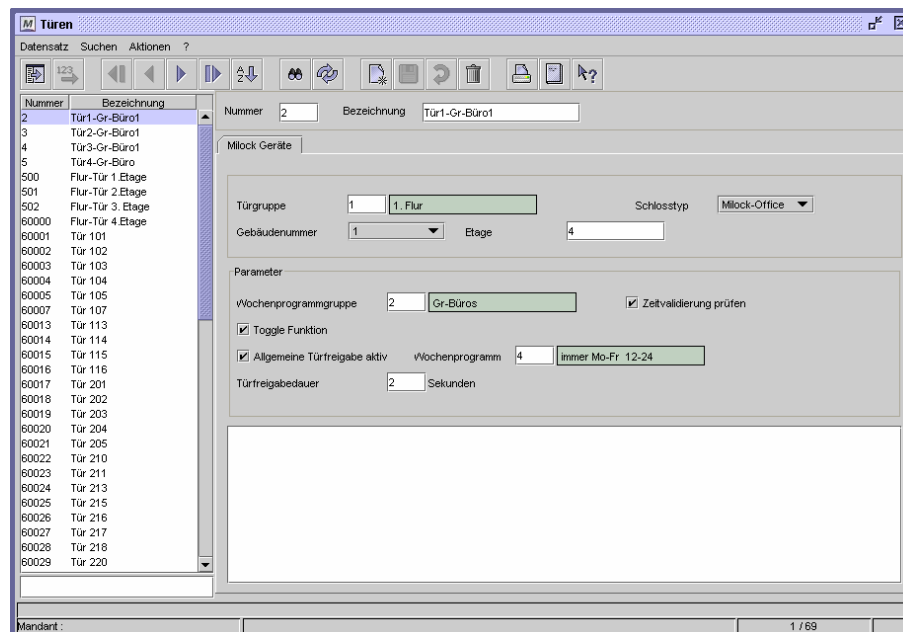 Türen
Datensatz Suchen Aktionen ?
Nummer Bezeichnung
2 Tür1-Gr-Büro1
3 Tür2-Gr-Büro1
4 Tür3-Gr-Büro1
5 Tür4-Gr-Büro
500 Flur-Tür 1.Etage
501 Flur-Tür 2.Etage
502 Flur-Tür 3. Etage
60000 Flur-Tür 4.Etage
60001 Tür 101
60002 Tür 102
60003 Tür 103
60004 Tür 104
60005 Tür 105
60007 Tür 107
60013 Tür 113
60014 Tür 114
60015 Tür 115
60016 Tür 116
60017 Tür 201
60018 Tür 202
60019 Tür 203
60020 Tür 204
60021 Tür 205
60022 Tür 210
60023 Tür 211
60024 Tür 213
60025 Tür 215
60026 Tür 216
60027 Tür 217
60028 Tür 218
60029 Tür 220
Nummer 2 Bezeichnung Tür1-Gr-Büro1
Milock Geräte
Türgruppe 1 1. Flur Schlosstyp Milock-Office
Gebäudenummer 1 Etage 4
Parameter
Wochenprogrammgruppe 2 Gr-Büros Zeitvalidierung prüfen
Toggle Funktion
Allgemeine Türfreigabe aktiv Wochenprogramm 4 immer Mo-Fr 12-24
Türfreigabedauer 2 Sekunden
Mandant : 1 / 69